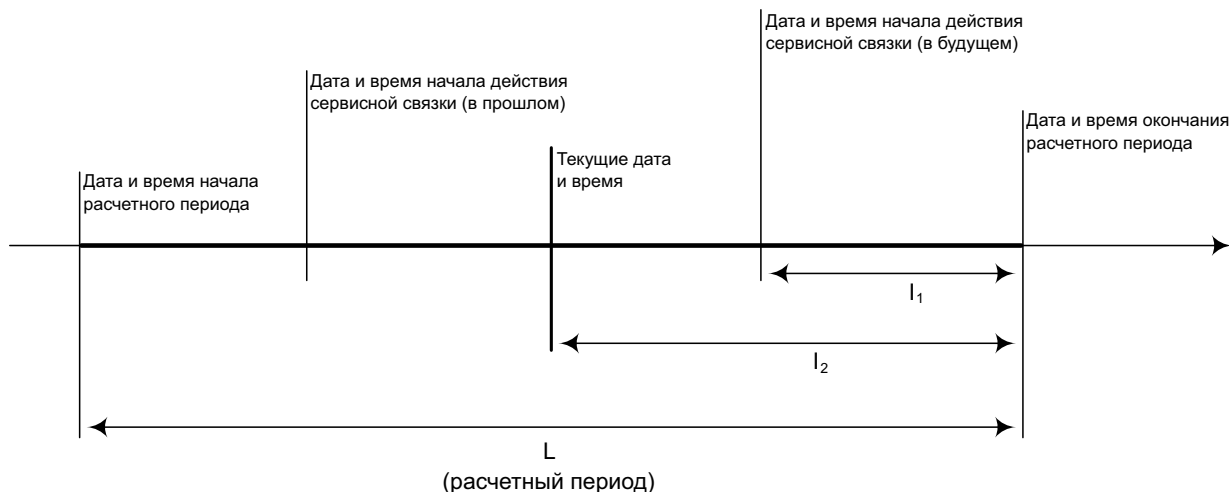 Дата и время начала действия
сервисной связки (в будущем)
Дата и время начала действия
сервисной связки (в прошлом)
Дата и время окончания
расчетного периода
Текущие дата
и время
Дата и время начала
расчетного периода
l₁
l₂
L
(расчетный период)